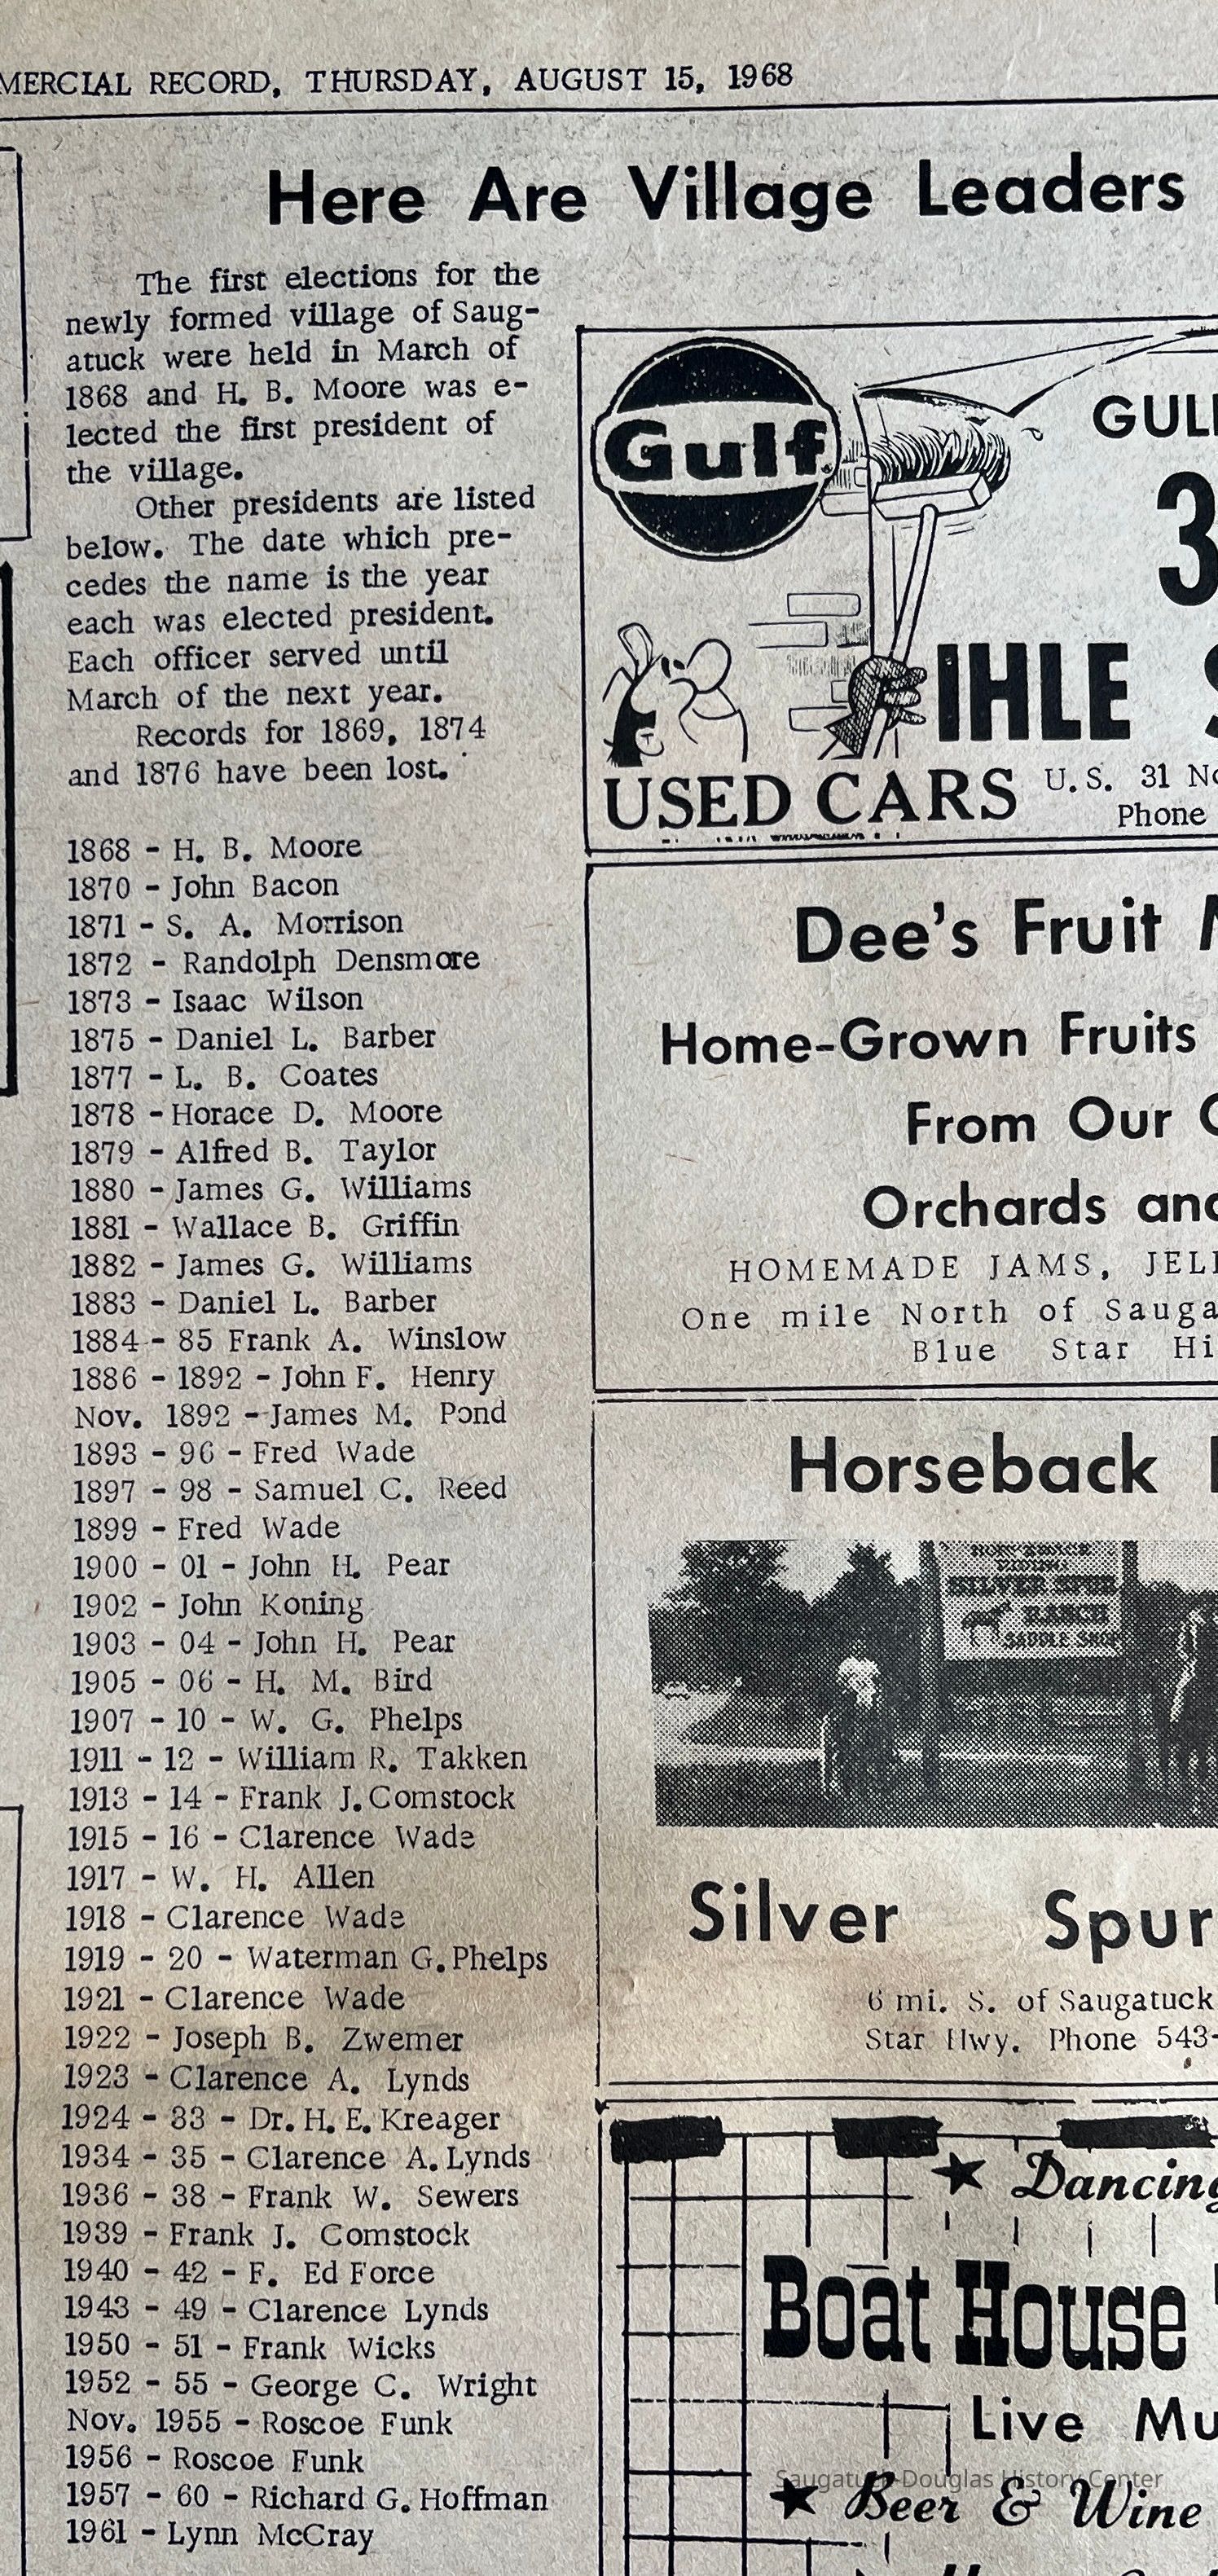 MERCIAL RECORD, THURSDAY, AUGUST 15, 1968
Here Are Village Leaders
The first elections for the
newly formed village of Saug-
atuck were held in March of
1868 and H. B. Moore was e-
lected the first president of
the village.
Other presidents are listed
below. The date which pre-
cedes the name is the year
each was elected president.
Each officer served until
March of the next year.
Records for 1869, 1874
and 1876 have been lost.
1868 - H. B. Moore
1870 - John Bacon
1871 - S. A. Morrison
1872 - Randolph Densmore
1873 - Isaac Wilson
1875 - Daniel L. Barber
1877 - L. B. Coates
1878 - Horace D. Moore
1879 - Alfred B. Taylor
1880 - James G. Williams
1881 - Wallace B. Griffin
1882 - James G. Williams
1883 - Daniel L. Barber
1884 - 85 Frank A. Winslow
1886 - 1892 - John F. Henry
Nov. 1892 - James M. Pond
1893 - 96 - Fred Wade
1897 - 98 - Samuel C. Reed
1899 - Fred Wade
1900 - 01 - John H. Pear
1902 - John Koning
1903 - 04 - John H. Pear
1905 - 06 - H. M. Bird
1907 - 10 - W. G. Phelps
1911 - 12 - William R. Takken
1913 - 14 - Frank J. Comstock
1915 - 16 - Clarence Wade
1917 - W. H. Allen
1918 - Clarence Wade
1919 - 20 - Waterman G. Phelps
1921 - Clarence Wade
1922 - Joseph B. Zwemer
1923 - Clarence A. Lynds
1924 - 33 - Dr. H. E. Kreager
1934 - 35 - Clarence A. Lynds
1936 - 38 - Frank W. Sewers
1939 - Frank J. Comstock
1940 - 42 - F. Ed Force
1943 - 49 - Clarence Lynds
1950 - 51 - Frank Wicks
1952 - 55 - George C. Wright
Nov. 1955 - Roscoe Funk
1956 - Roscoe Funk
1957 - 60 - Richard G. Hoffman
1961 - Lynn McCray
Gulf
GUL
3
IHLE S
USED CARS
U.S. 31 No
Phone
Dee's Fruit M
Home-Grown Fruits
From Our O
Orchards and
HOMEMADE JAMS, JELL
One mile North of Sauga
Blue Star Hi
Horseback
HORSEBACK
RIDING
SILVER SPUR
RANCH
SADDLE SHOP
Silver Spur
6 mi. S. of Saugatuck
Star Hwy. Phone 543-
Dancing
Boat House
Live Mu
Beer & Wine
Saugatuck-Douglas History Center